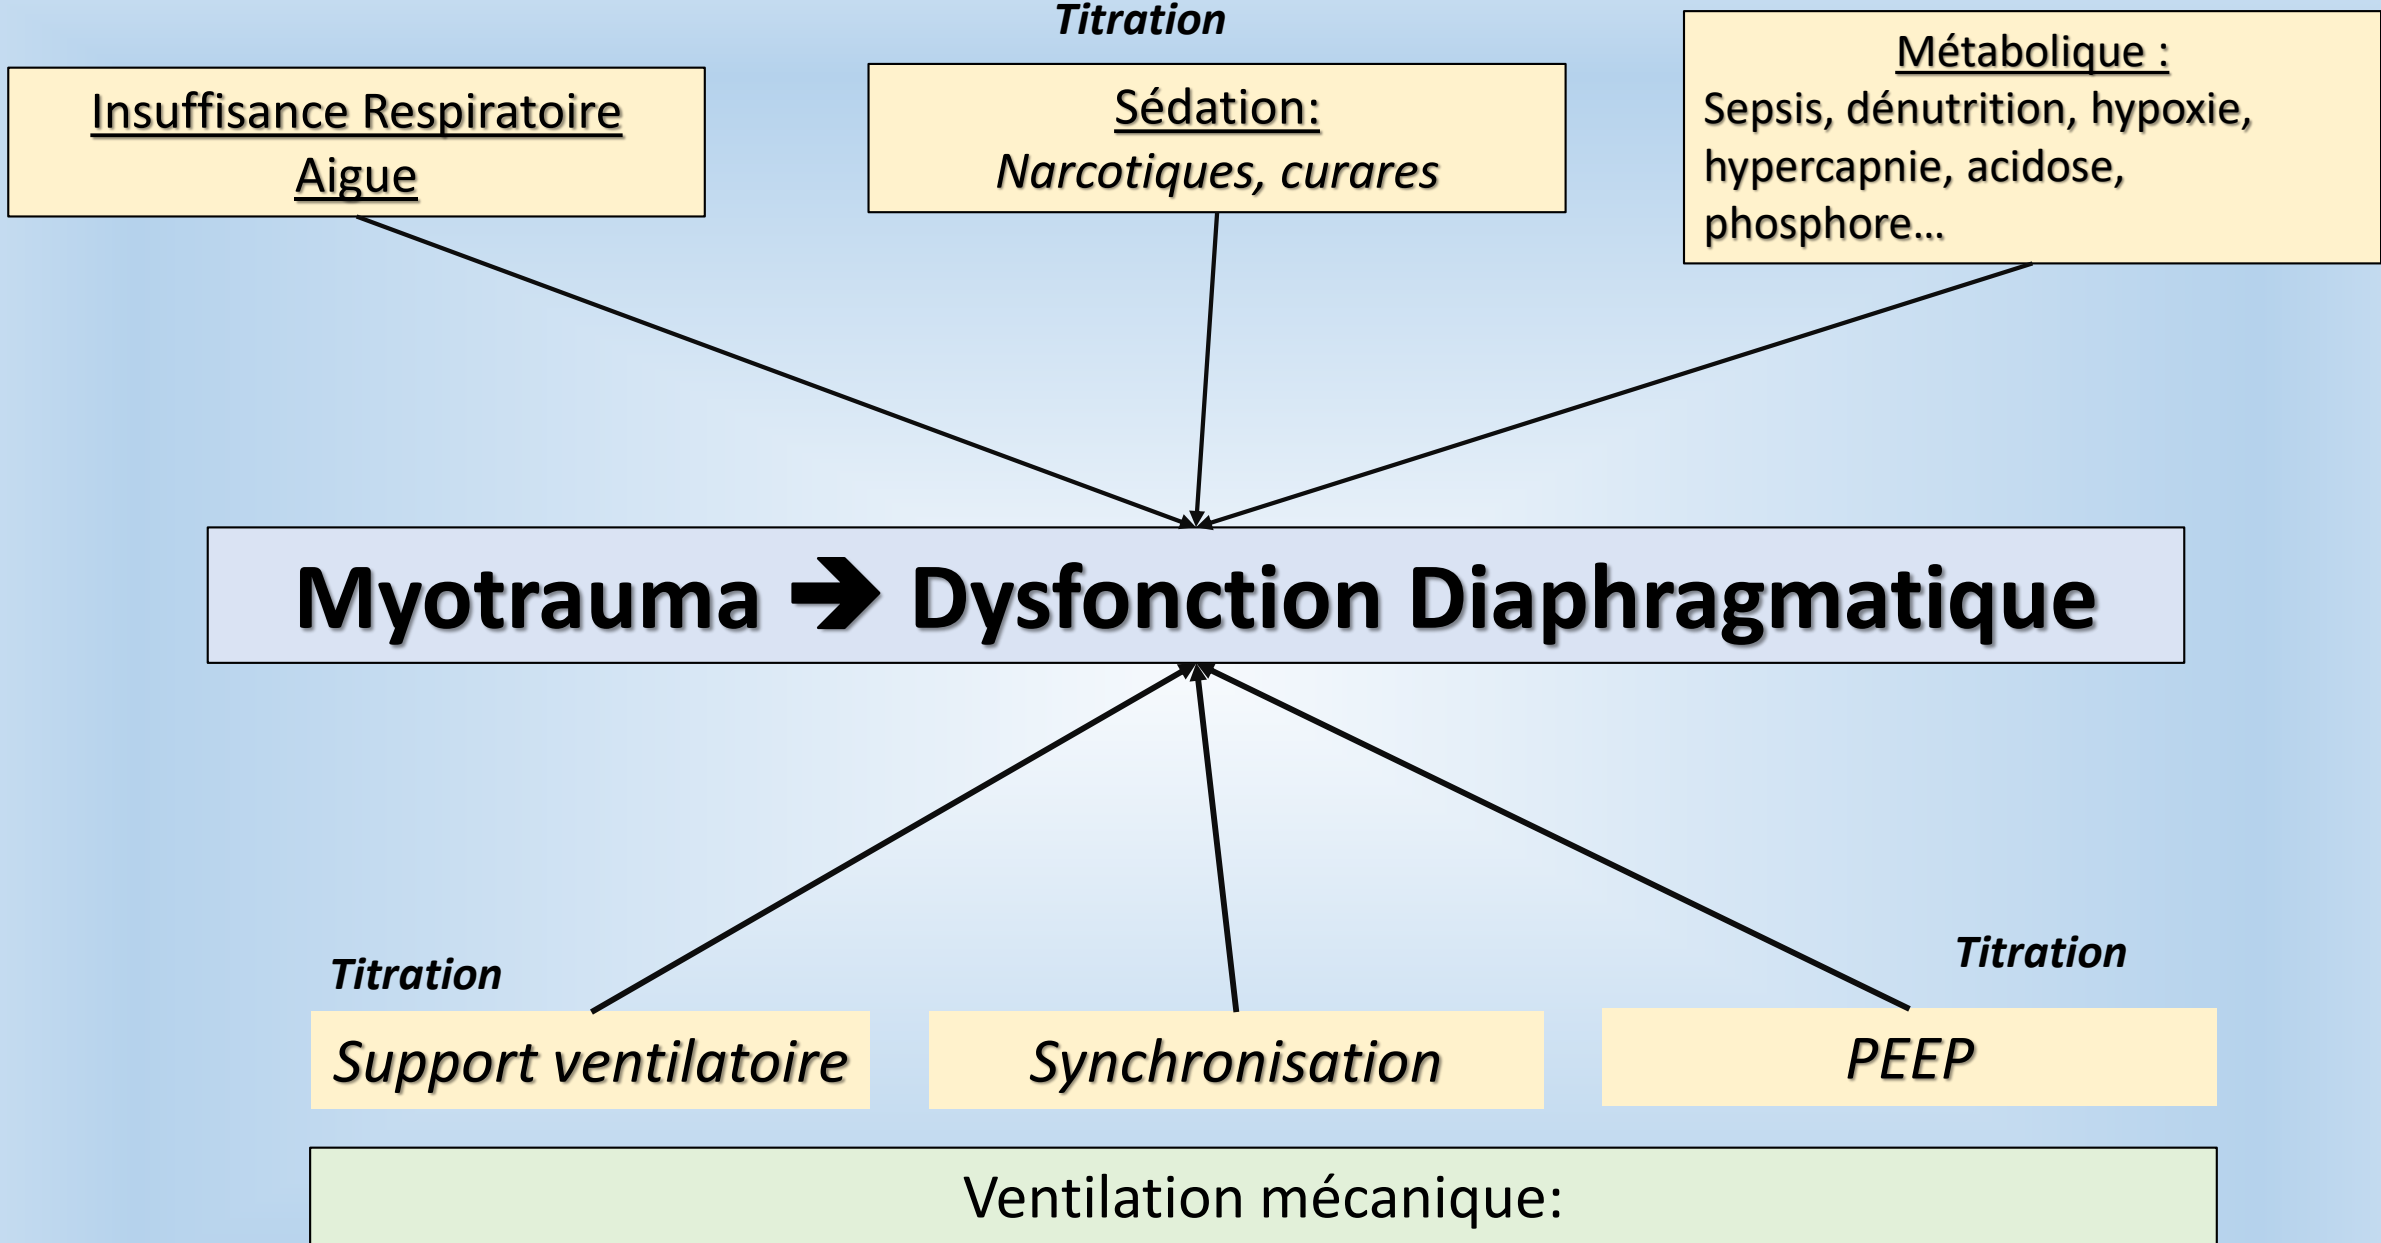 Titration
Insuffisance Respiratoire
Aigue
Sédation:
Narcotiques, curares
Métabolique :
Sepsis, dénutrition, hypoxie,
hypercapnie, acidose,
phosphore...
Myotrauma ➔ Dysfonction Diaphragmatique
Titration
Titration
Support ventilatoire
Synchronisation
PEEP
Ventilation mécanique: